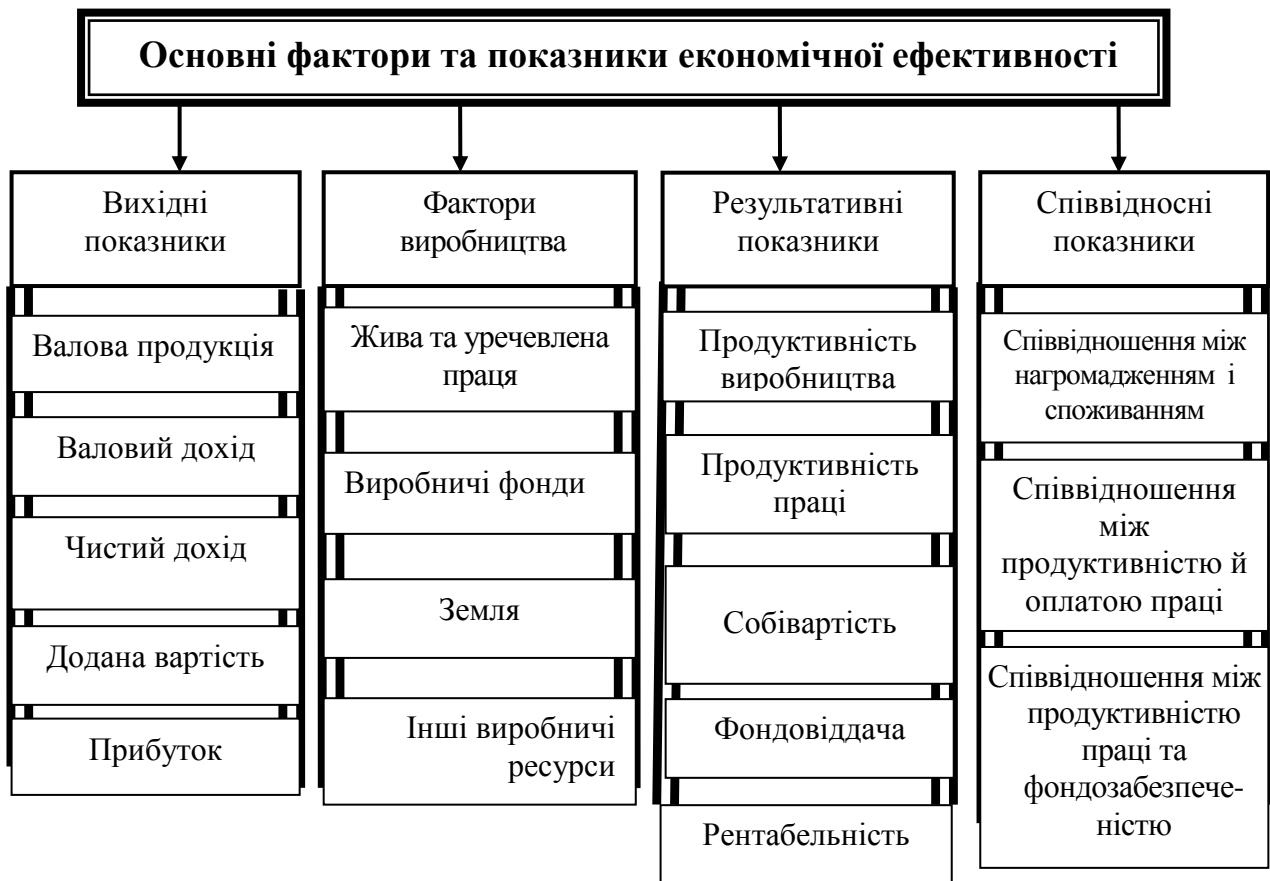 Основні фактори та показники економічної ефективності
Вихідні
показники
Валова продукція
Валовий дохід
Чистий дохід
Додана вартість
Прибуток
Фактори
виробництва
Жива та уречевлена
праця
Виробничі фонди
Земля
Інші виробничі
ресурси
Результативні
показники
Продуктивність
виробництва
Продуктивність
праці
Собівартість
Фондовіддача
Рентабельність
Співвідносні
показники
Співвідношення між
нагромадженням і
споживанням
Співвідношення
між
продуктивністю й
оплатою праці
Співвідношення між
продуктивністю
праці та
фондозабезпече-
ністю